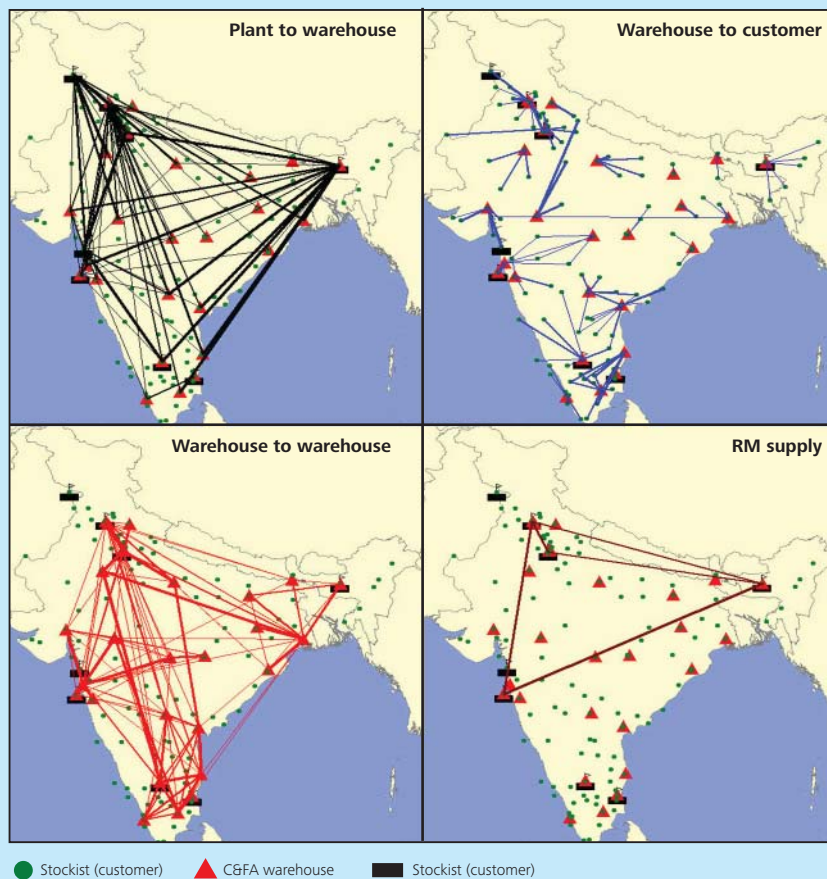 Plant to warehouse
Warehouse to customer
Warehouse to warehouse
RM supply
Stockist (customer)
C&FA warehouse
Stockist (customer)